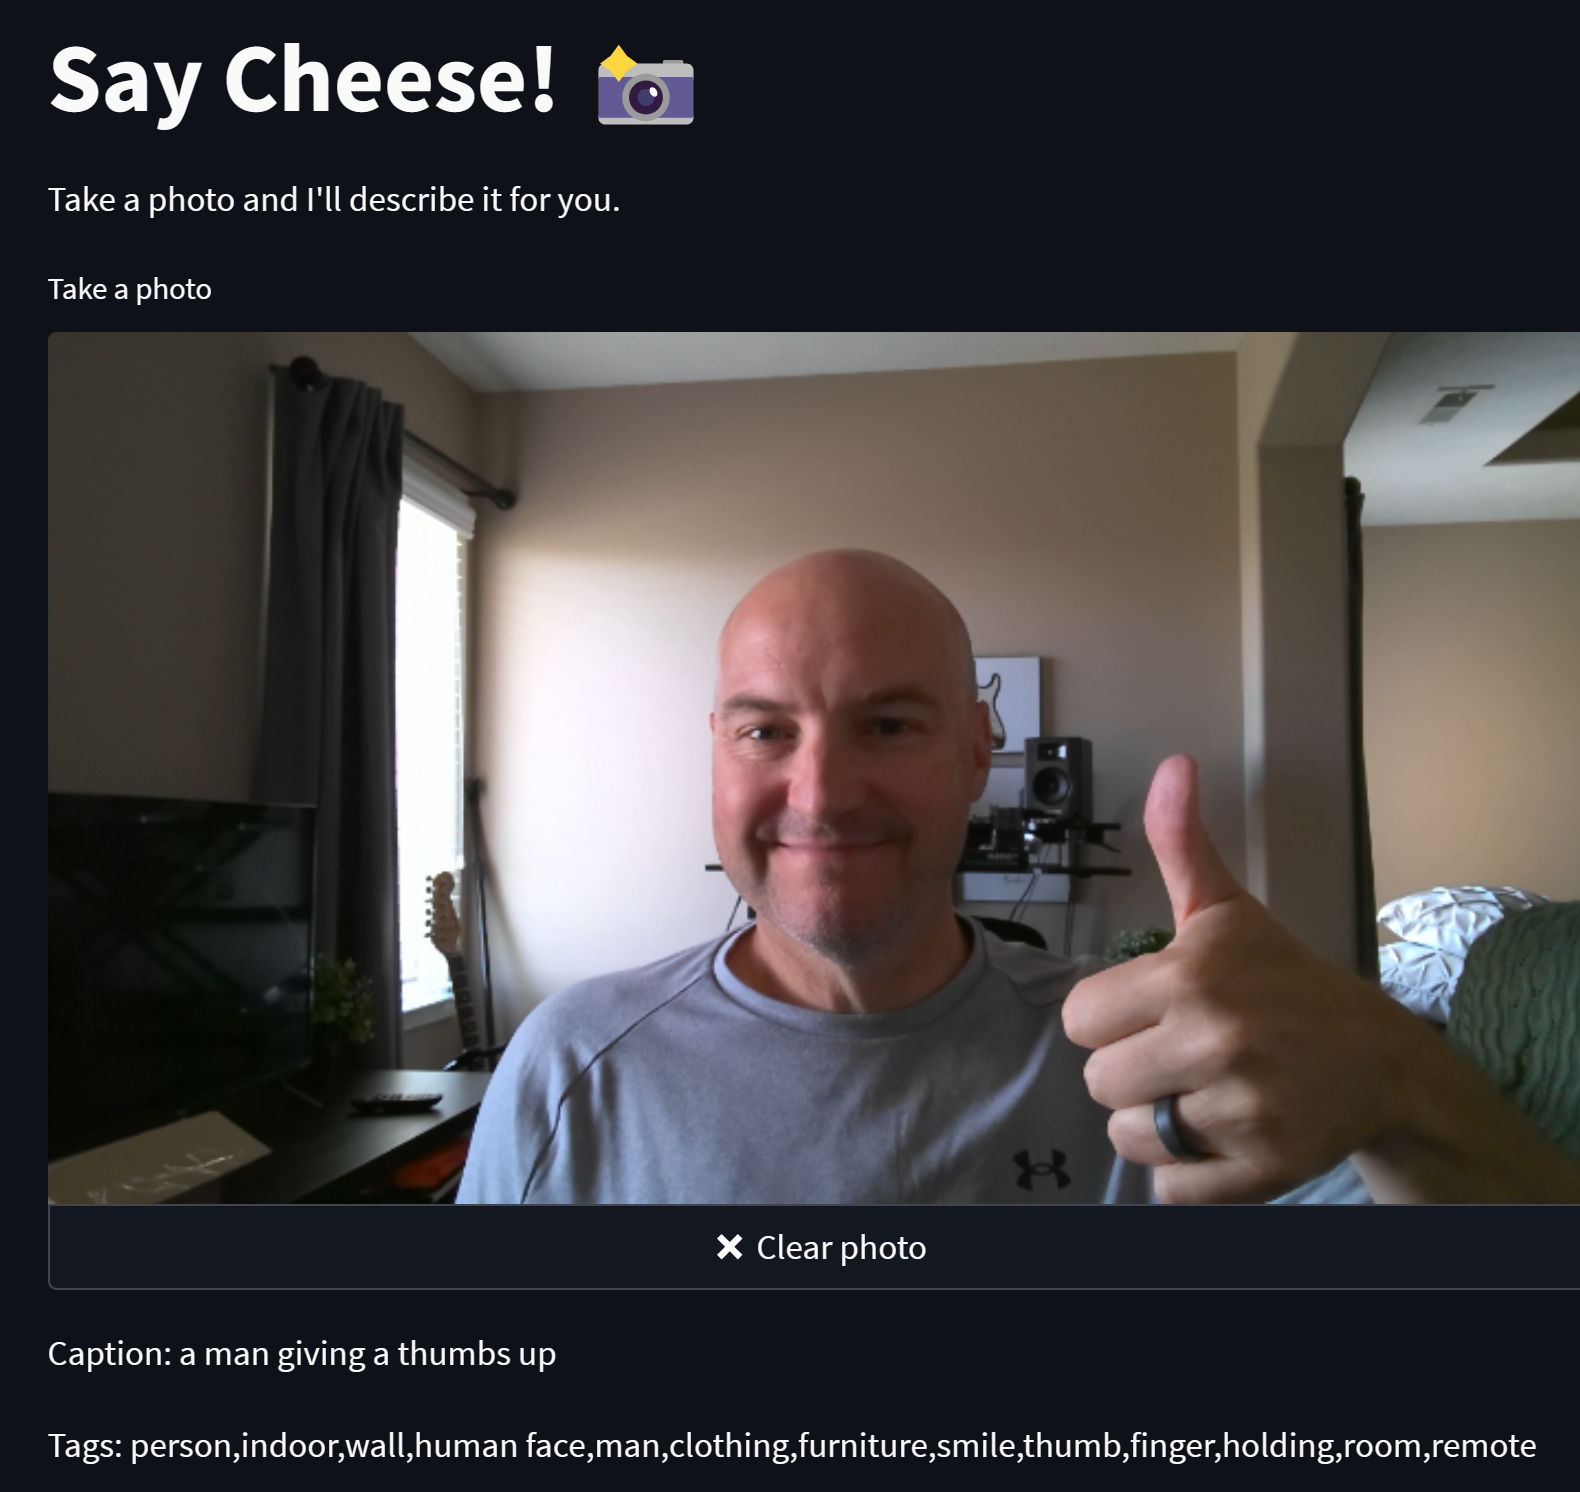 Say Cheese!
Take a photo and I'll describe it for you.
Take a photo
Clear photo
Caption: a man giving a thumbs up
Tags: person,indoor,wall,human face,man,clothing,furniture,smile,thumb,finger,holding,room,remote